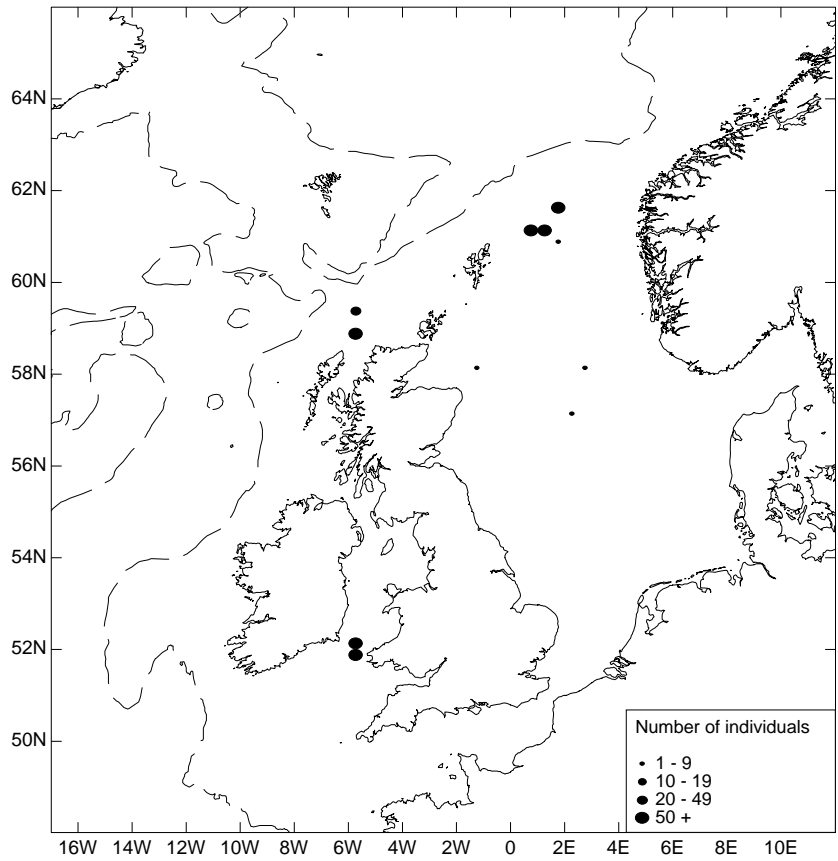 64N
62N
60N
58N
56N
54N
52N
50N
Number of individuals
1 - 9
10 - 19
20 - 49
50 +
16W 14W 12W 10W 8W 6W 4W 2W 0 2E 4E 6E 8E 10E